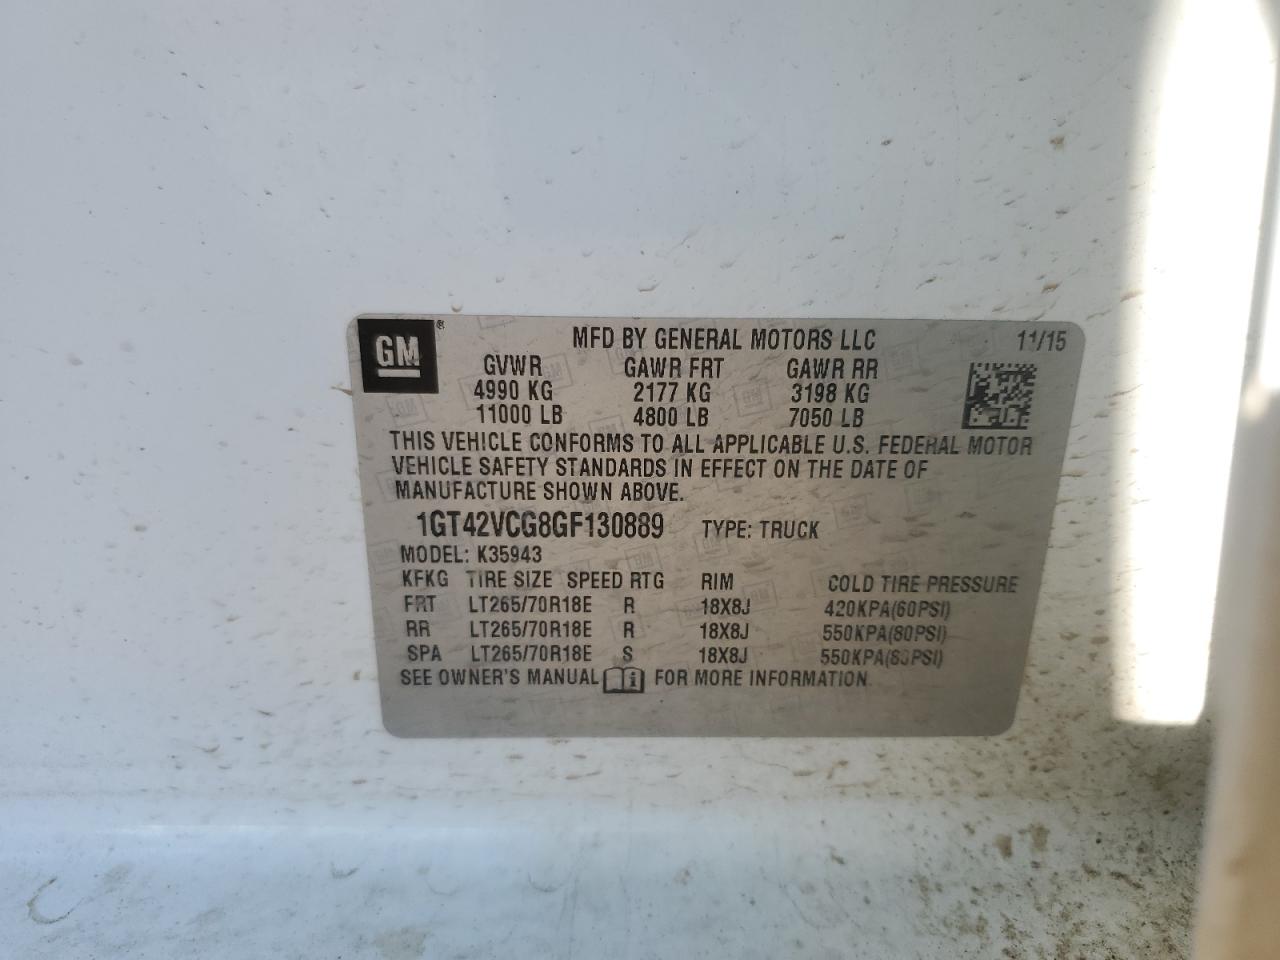 GM®
MFD BY GENERAL MOTORS LLC 11/15
GVWR GAWR FRT GAWR RR
4990 KG 2177 KG 3198 KG
11000 LB 4800 LB 7050 LB
THIS VEHICLE CONFORMS TO ALL APPLICABLE U.S. FEDERAL MOTOR
VEHICLE SAFETY STANDARDS IN EFFECT ON THE DATE OF
MANUFACTURE SHOWN ABOVE.
1GT42VCG8GF130889 TYPE: TRUCK
MODEL: K35943
KFKG TIRE SIZE SPEED RTG RIM COLD TIRE PRESSURE
FRT LT265/70R18E R 18X8J 420KPA(60PSI)
RR LT265/70R18E R 18X8J 550KPA(80PSI)
SPA LT265/70R18E S 18X8J 550KPA(80PSI)
SEE OWNER'S MANUAL FOR MORE INFORMATION.